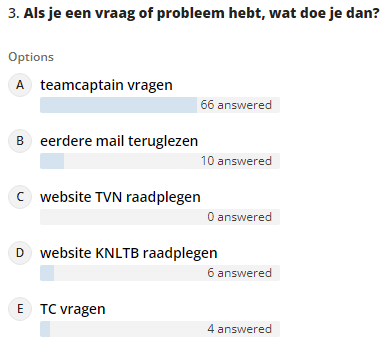 3. Als je een vraag of probleem hebt, wat doe je dan?
Options
A teamcaptain vragen
66 answered
B eerdere mail teruglezen
10 answered
C website TVN raadplegen
0 answered
D website KNLTB raadplegen
6 answered
E TC vragen
4 answered